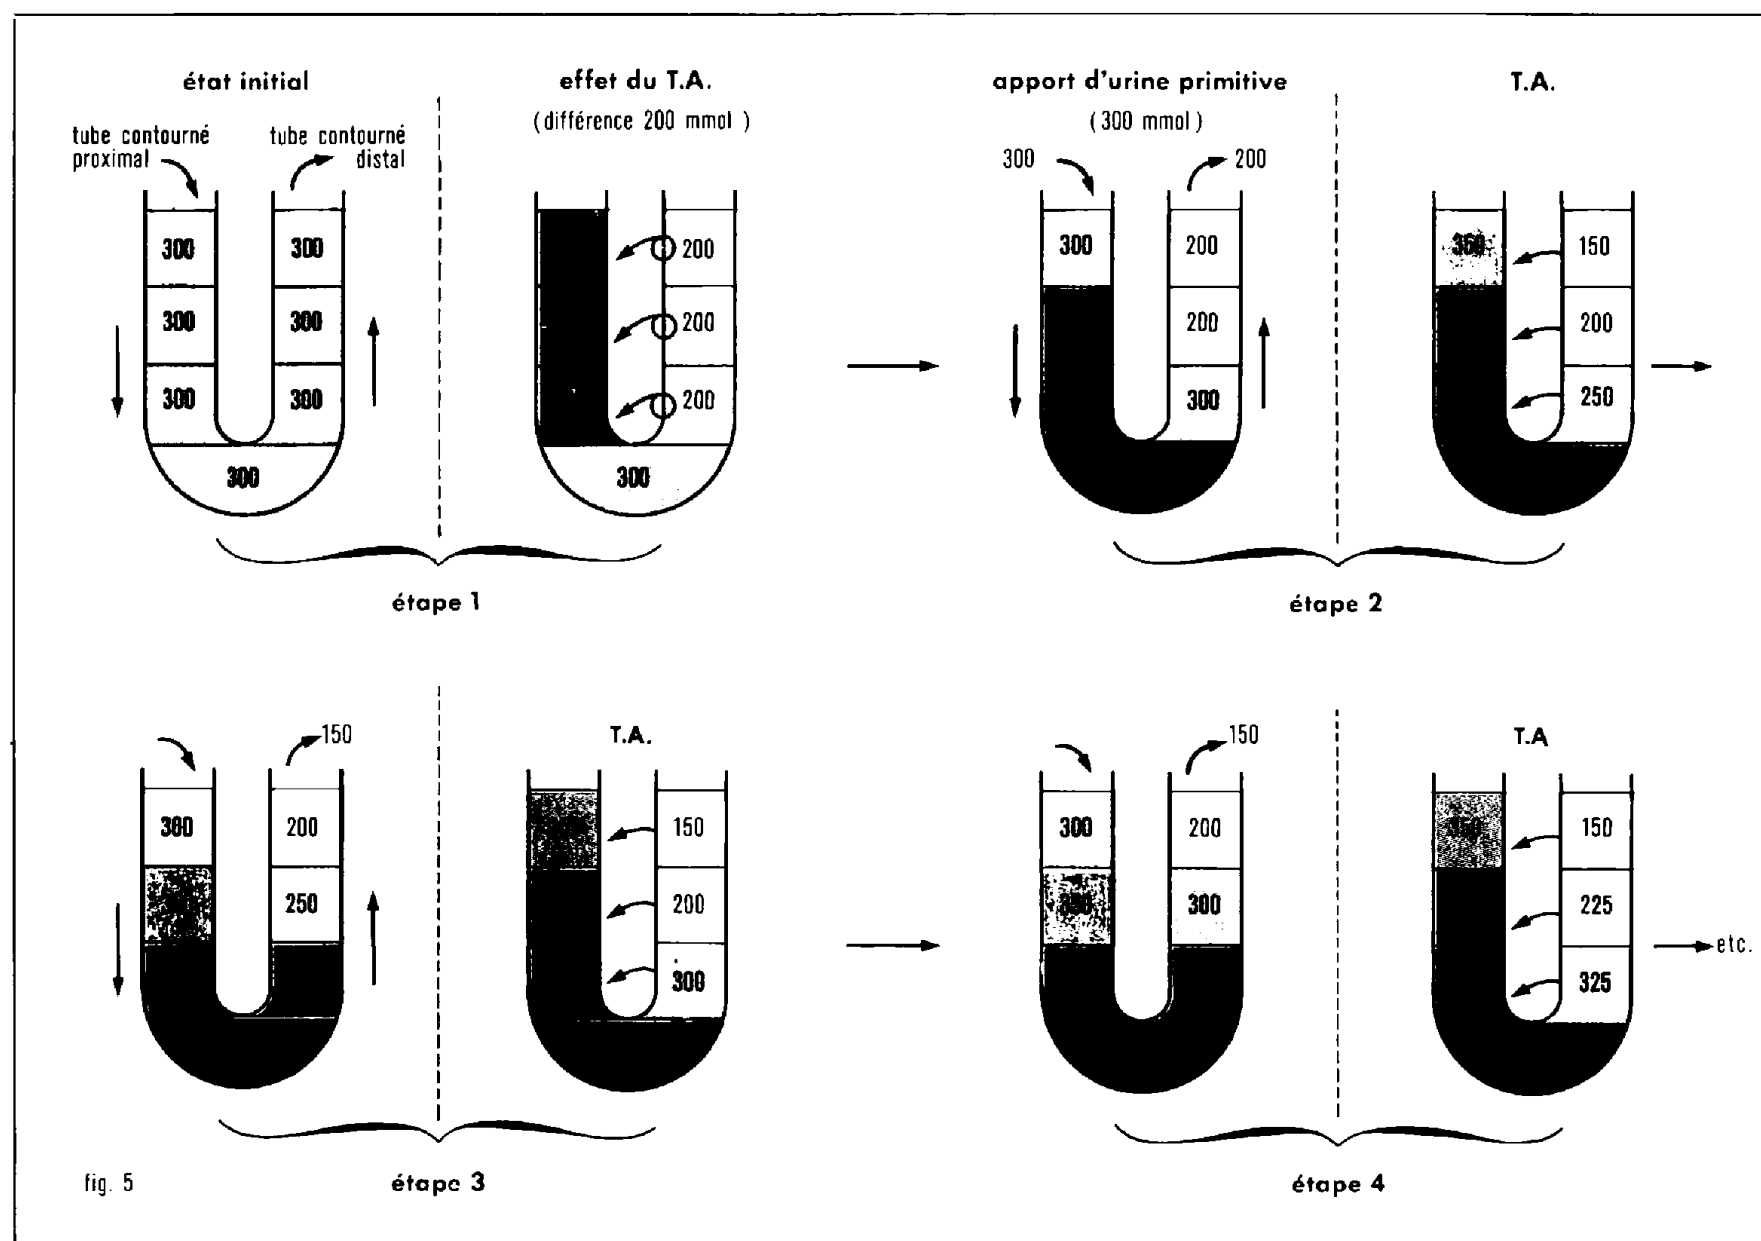 état initial
tube contourné
proximal
tube contourné
distal
300
300
300
300
300
300
300
effet du T.A.
(différence 200 mmol)
200
200
200
300
étape 1
apport d'urine primitive
(300 mmol)
300
200
300
200
200
300
T.A.
150
200
250
étape 2
150
300
200
250
T.A.
150
200
300
étape 3
150
300
200
300
T.A
150
225
325
etc.
étape 4
fig. 5